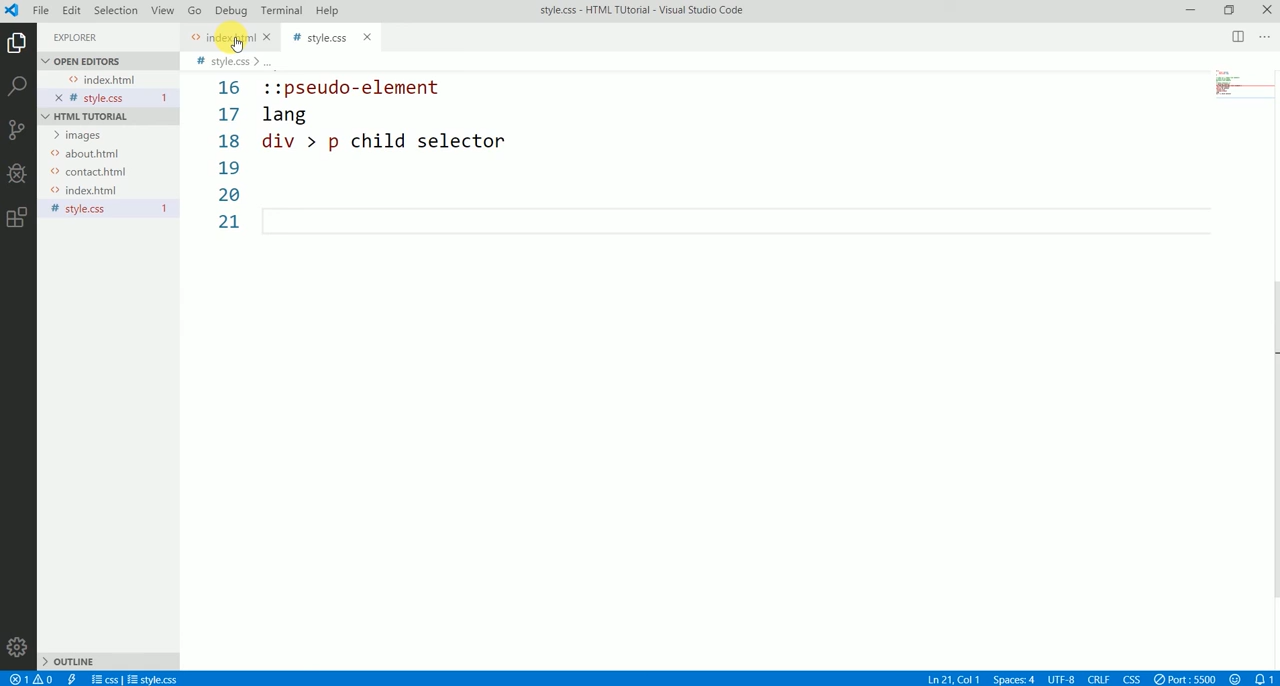 File Edit Selection View Go Debug Terminal Help
style.css - HTML TUtorial - Visual Studio Code
EXPLORER
index.html
style.css
OPEN EDITORS
style.css > ...
index.html
style.css 1
HTML TUTORIAL
images
about.html
contact.html
index.html
style.css 1
16 ::pseudo-element
17 lang
18 div > p child selector
19
20
21
OUTLINE
1 0 css | style.css Ln 21, Col 1 Spaces: 4 UTF-8 CRLF CSS Port : 5500 1